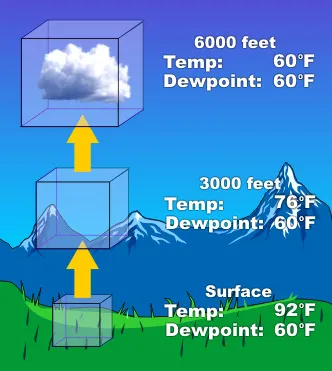 6000 feet
Temp: 60°F
Dewpoint: 60°F
3000 feet
Temp: 76°F
Dewpoint: 60°F
Surface
Temp: 92°F
Dewpoint: 60°F